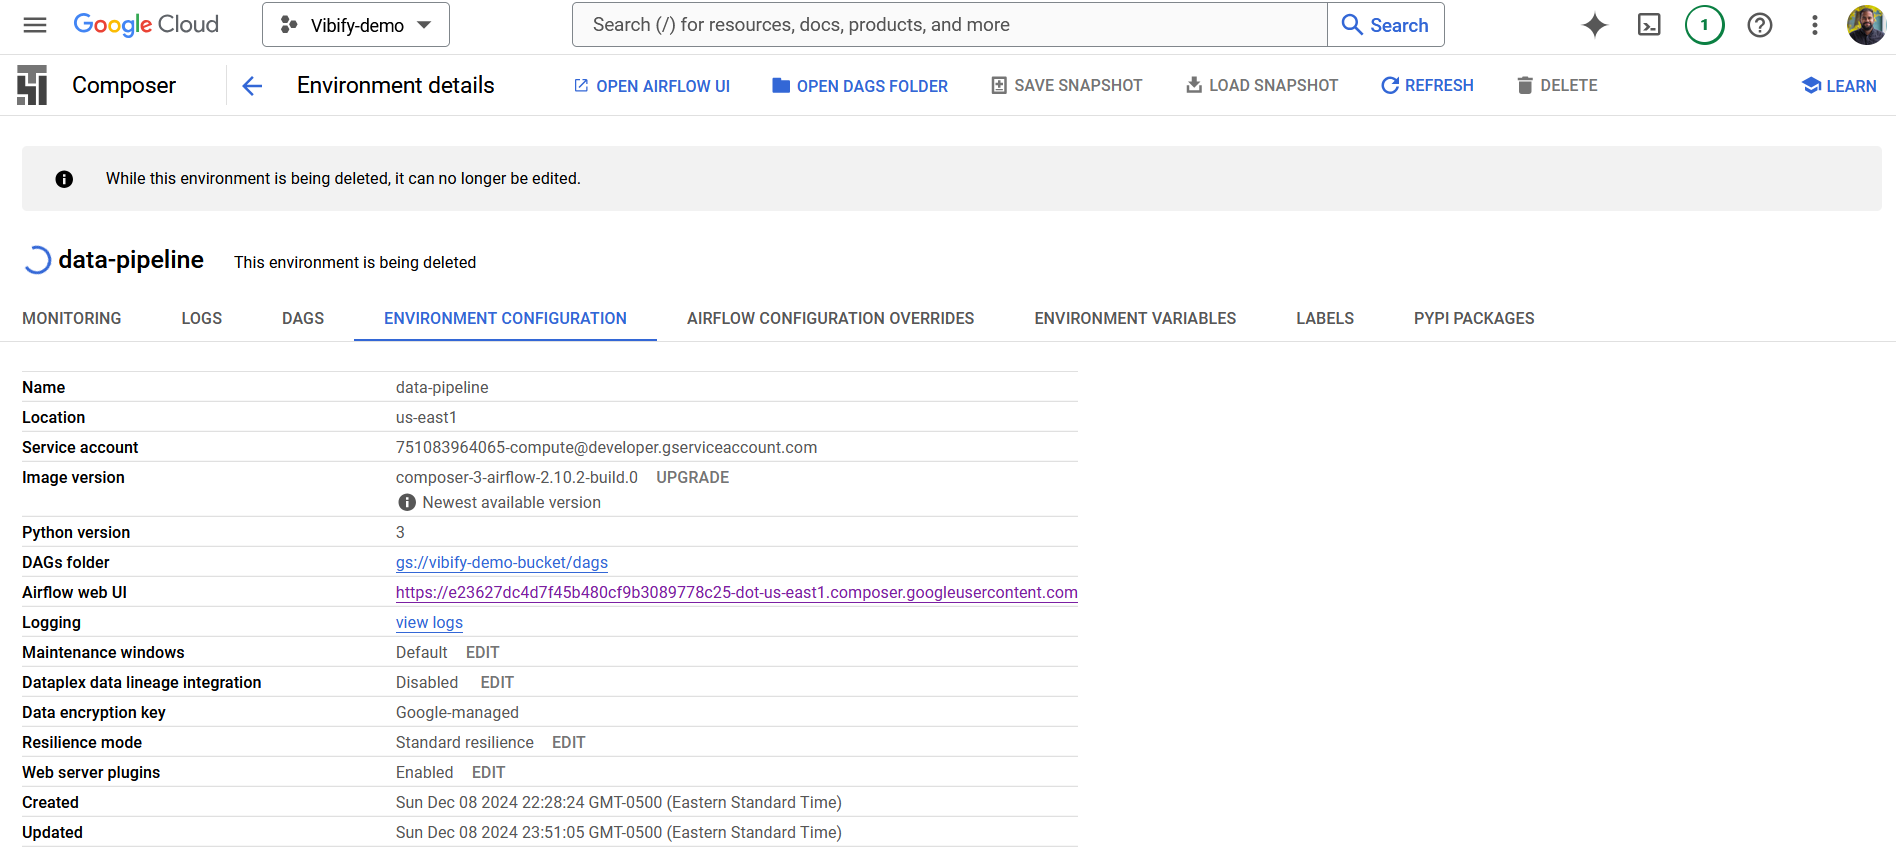 Google Cloud Vibify-demo Search (/) for resources, docs, products, and more Search 1
Composer Environment details OPEN AIRFLOW UI OPEN DAGS FOLDER SAVE SNAPSHOT LOAD SNAPSHOT REFRESH DELETE LEARN
While this environment is being deleted, it can no longer be edited.
data-pipeline This environment is being deleted
MONITORING LOGS DAGS ENVIRONMENT CONFIGURATION AIRFLOW CONFIGURATION OVERRIDES ENVIRONMENT VARIABLES LABELS PYPI PACKAGES
Name data-pipeline
Location us-east1
Service account 751083964065-compute@developer.gserviceaccount.com
Image version composer-3-airflow-2.10.2-build.0 UPGRADE
Newest available version
Python version 3
DAGs folder gs://vibify-demo-bucket/dags
Airflow web UI https://e23627dc4d7f45b480cf9b3089778c25-dot-us-east1.composer.googleusercontent.com
Logging view logs
Maintenance windows Default EDIT
Dataplex data lineage integration Disabled EDIT
Data encryption key Google-managed
Resilience mode Standard resilience EDIT
Web server plugins Enabled EDIT
Created Sun Dec 08 2024 22:28:24 GMT-0500 (Eastern Standard Time)
Updated Sun Dec 08 2024 23:51:05 GMT-0500 (Eastern Standard Time)